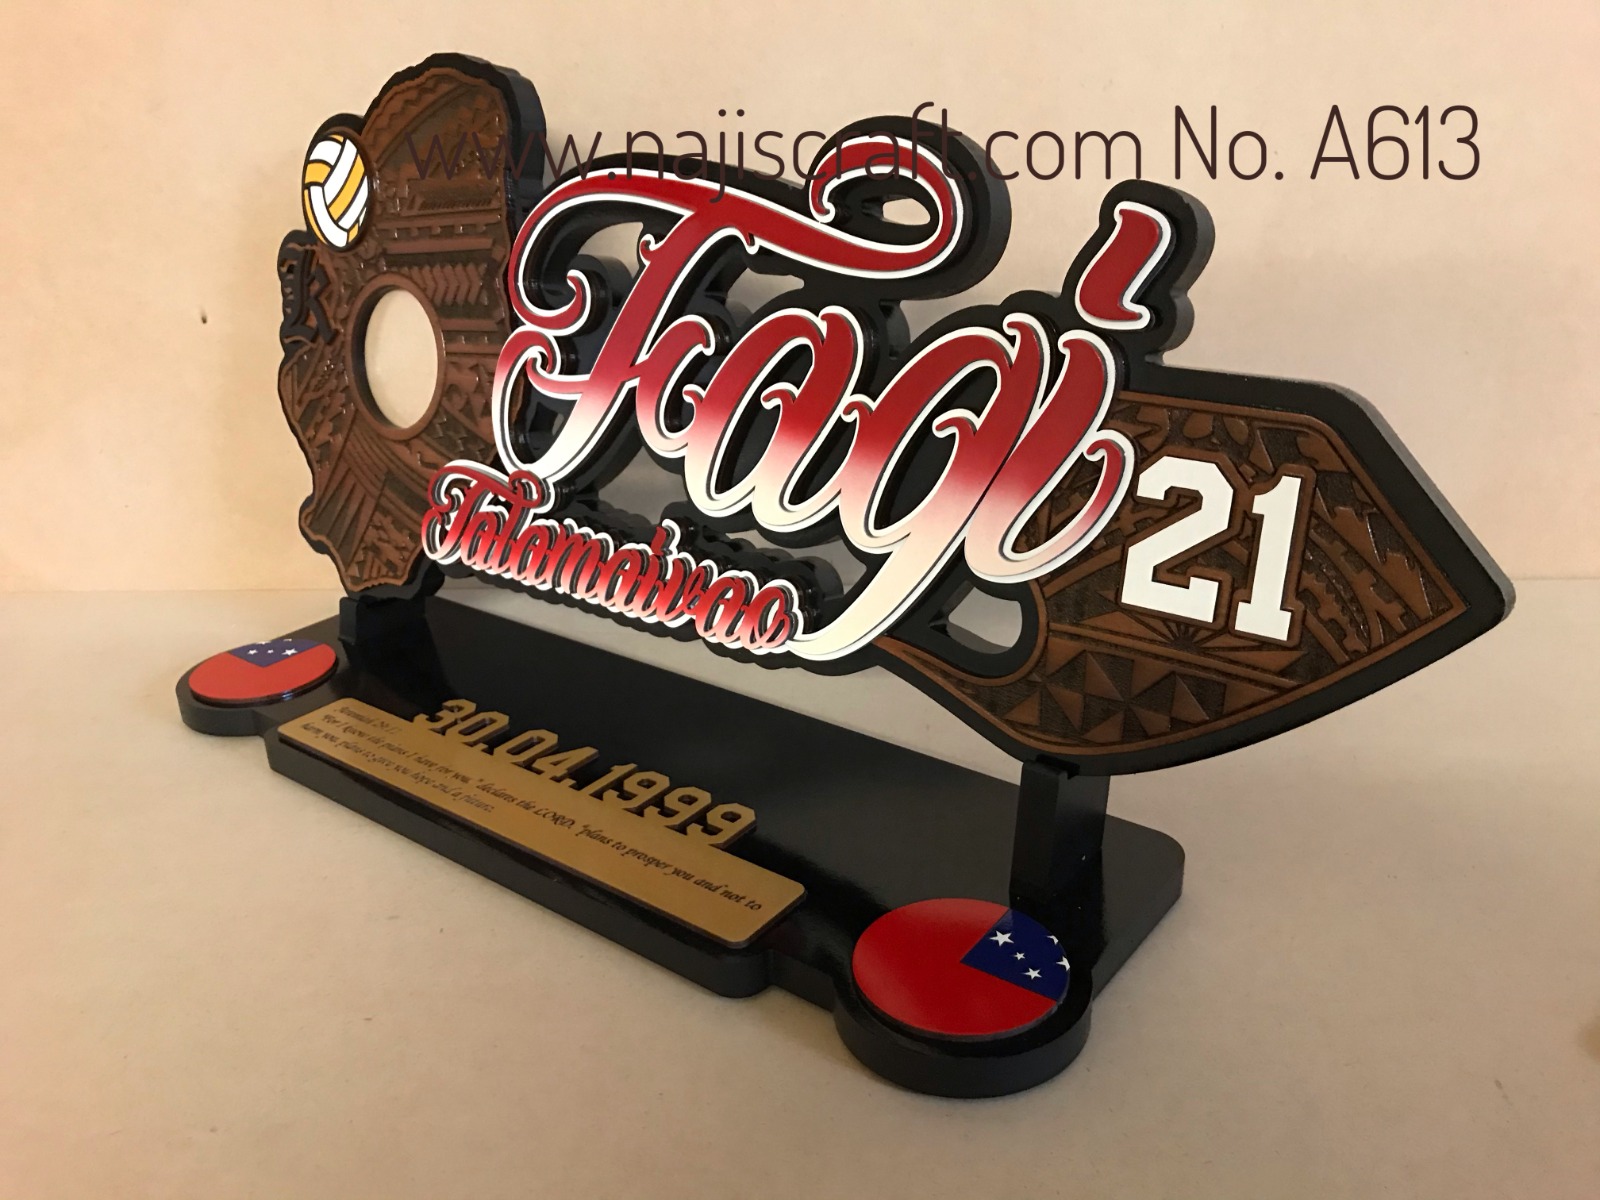 www.najiscraft.com No. A613
R
Fagi
21
Tatamaivao
30.04.1999
Jeremiah 29:11
"For I know the plans I have for you," declares the LORD, "plans to prosper you and not to
harm you, plans to give you hope and a future.